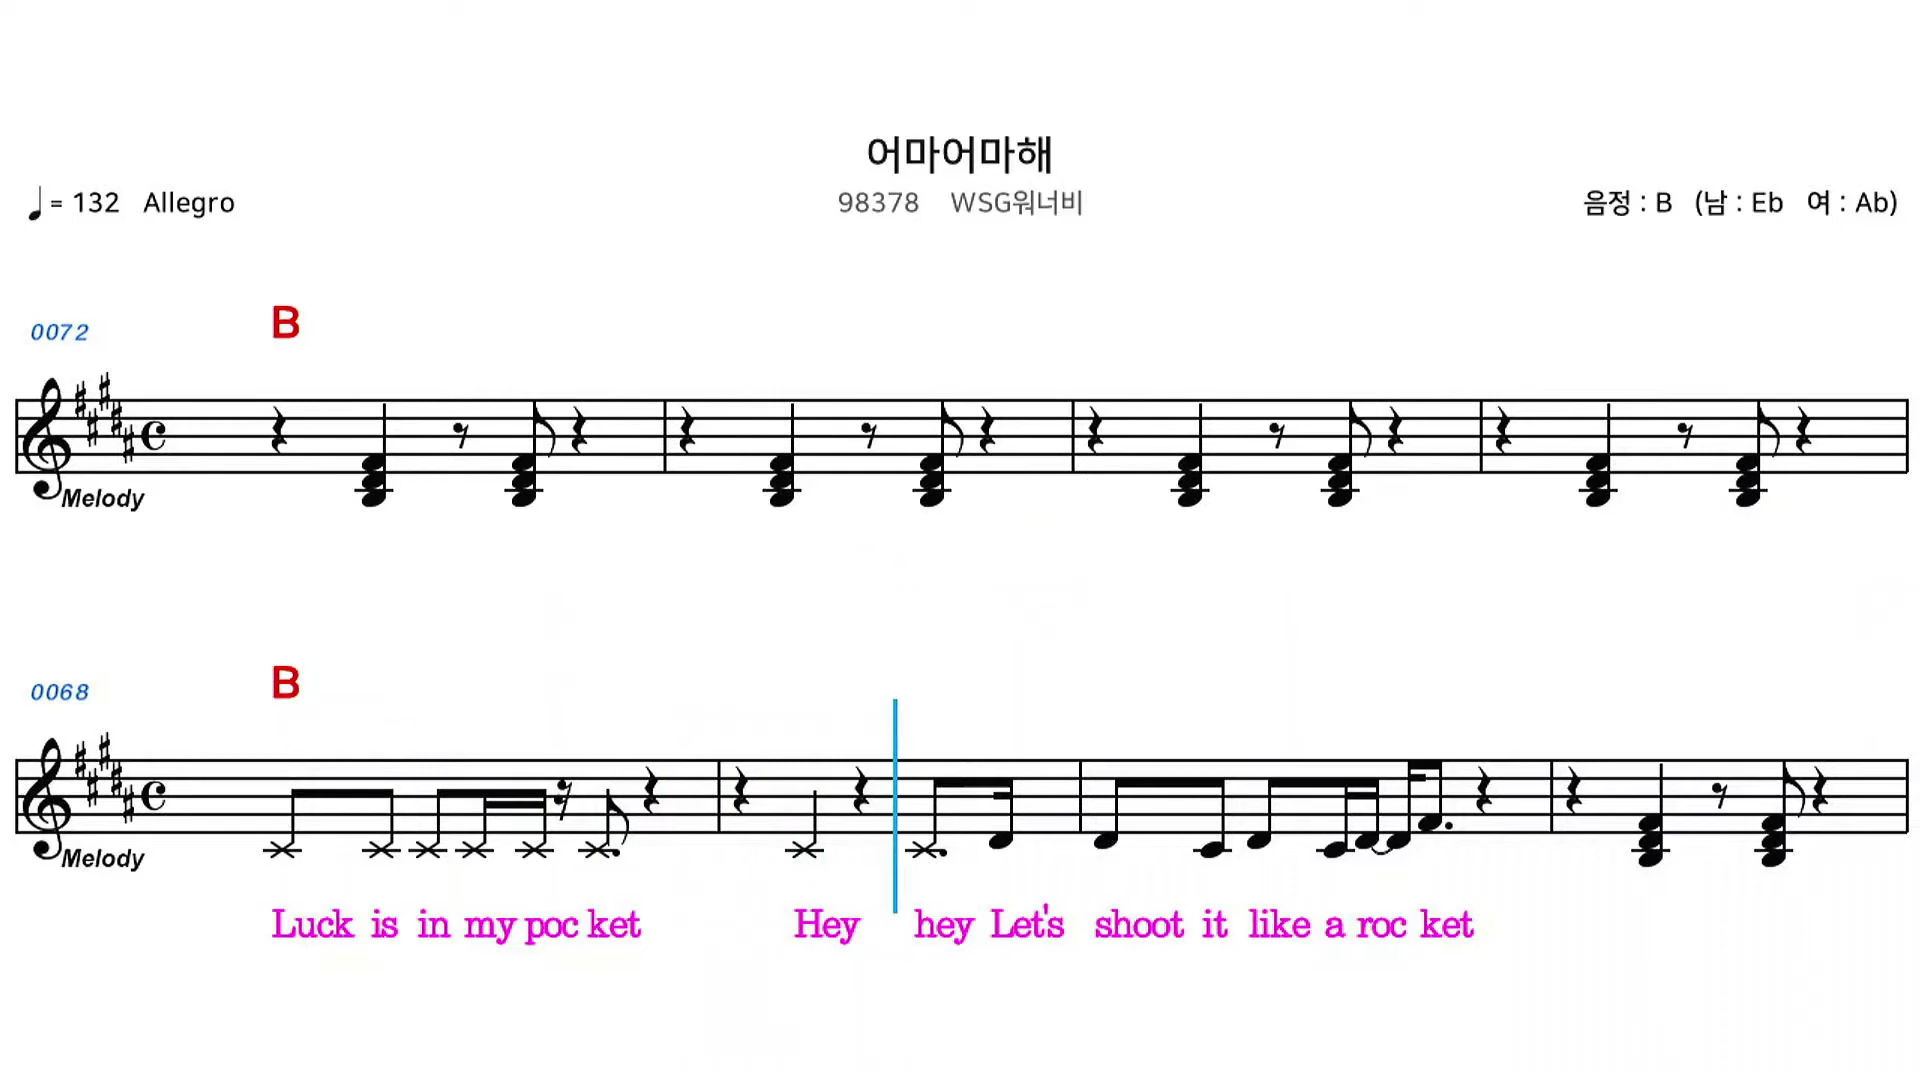 어마어마해
= 132 Allegro 98378 WSG워너비 음정 : B (남 : Eb 여 : Ab)
B
0072
Melody
B
0068
Melody
Luck is in my poc ket Hey hey Let's shoot it like a roc ket